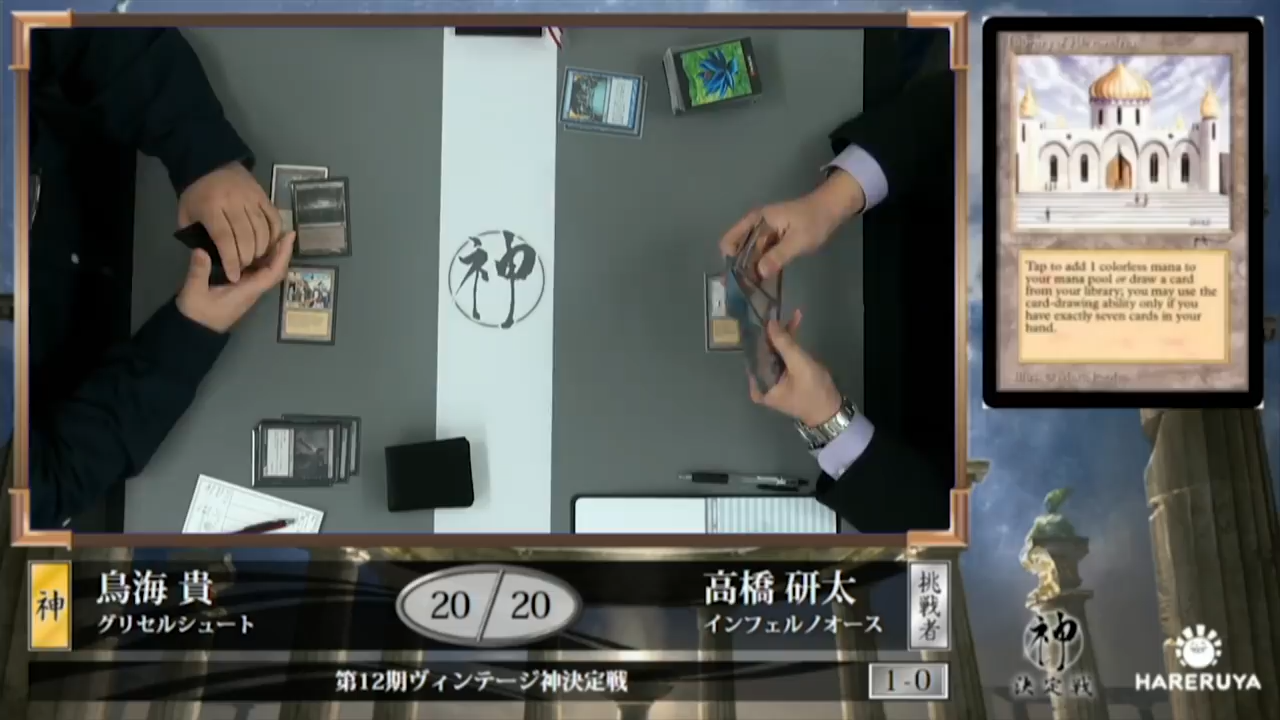 神
Tap to add 1 colorless mana to
your mana pool or draw a card
from your library; you may use the
card-drawing ability only if you
have exactly seven cards in your
hand.
神
鳥海 貴
グリセルシュート
20 / 20
高橋 研太
インフェルノオース
挑戦者
第12期ヴィンテージ神決定戦
1-0
神
決定戦
HARERUYA